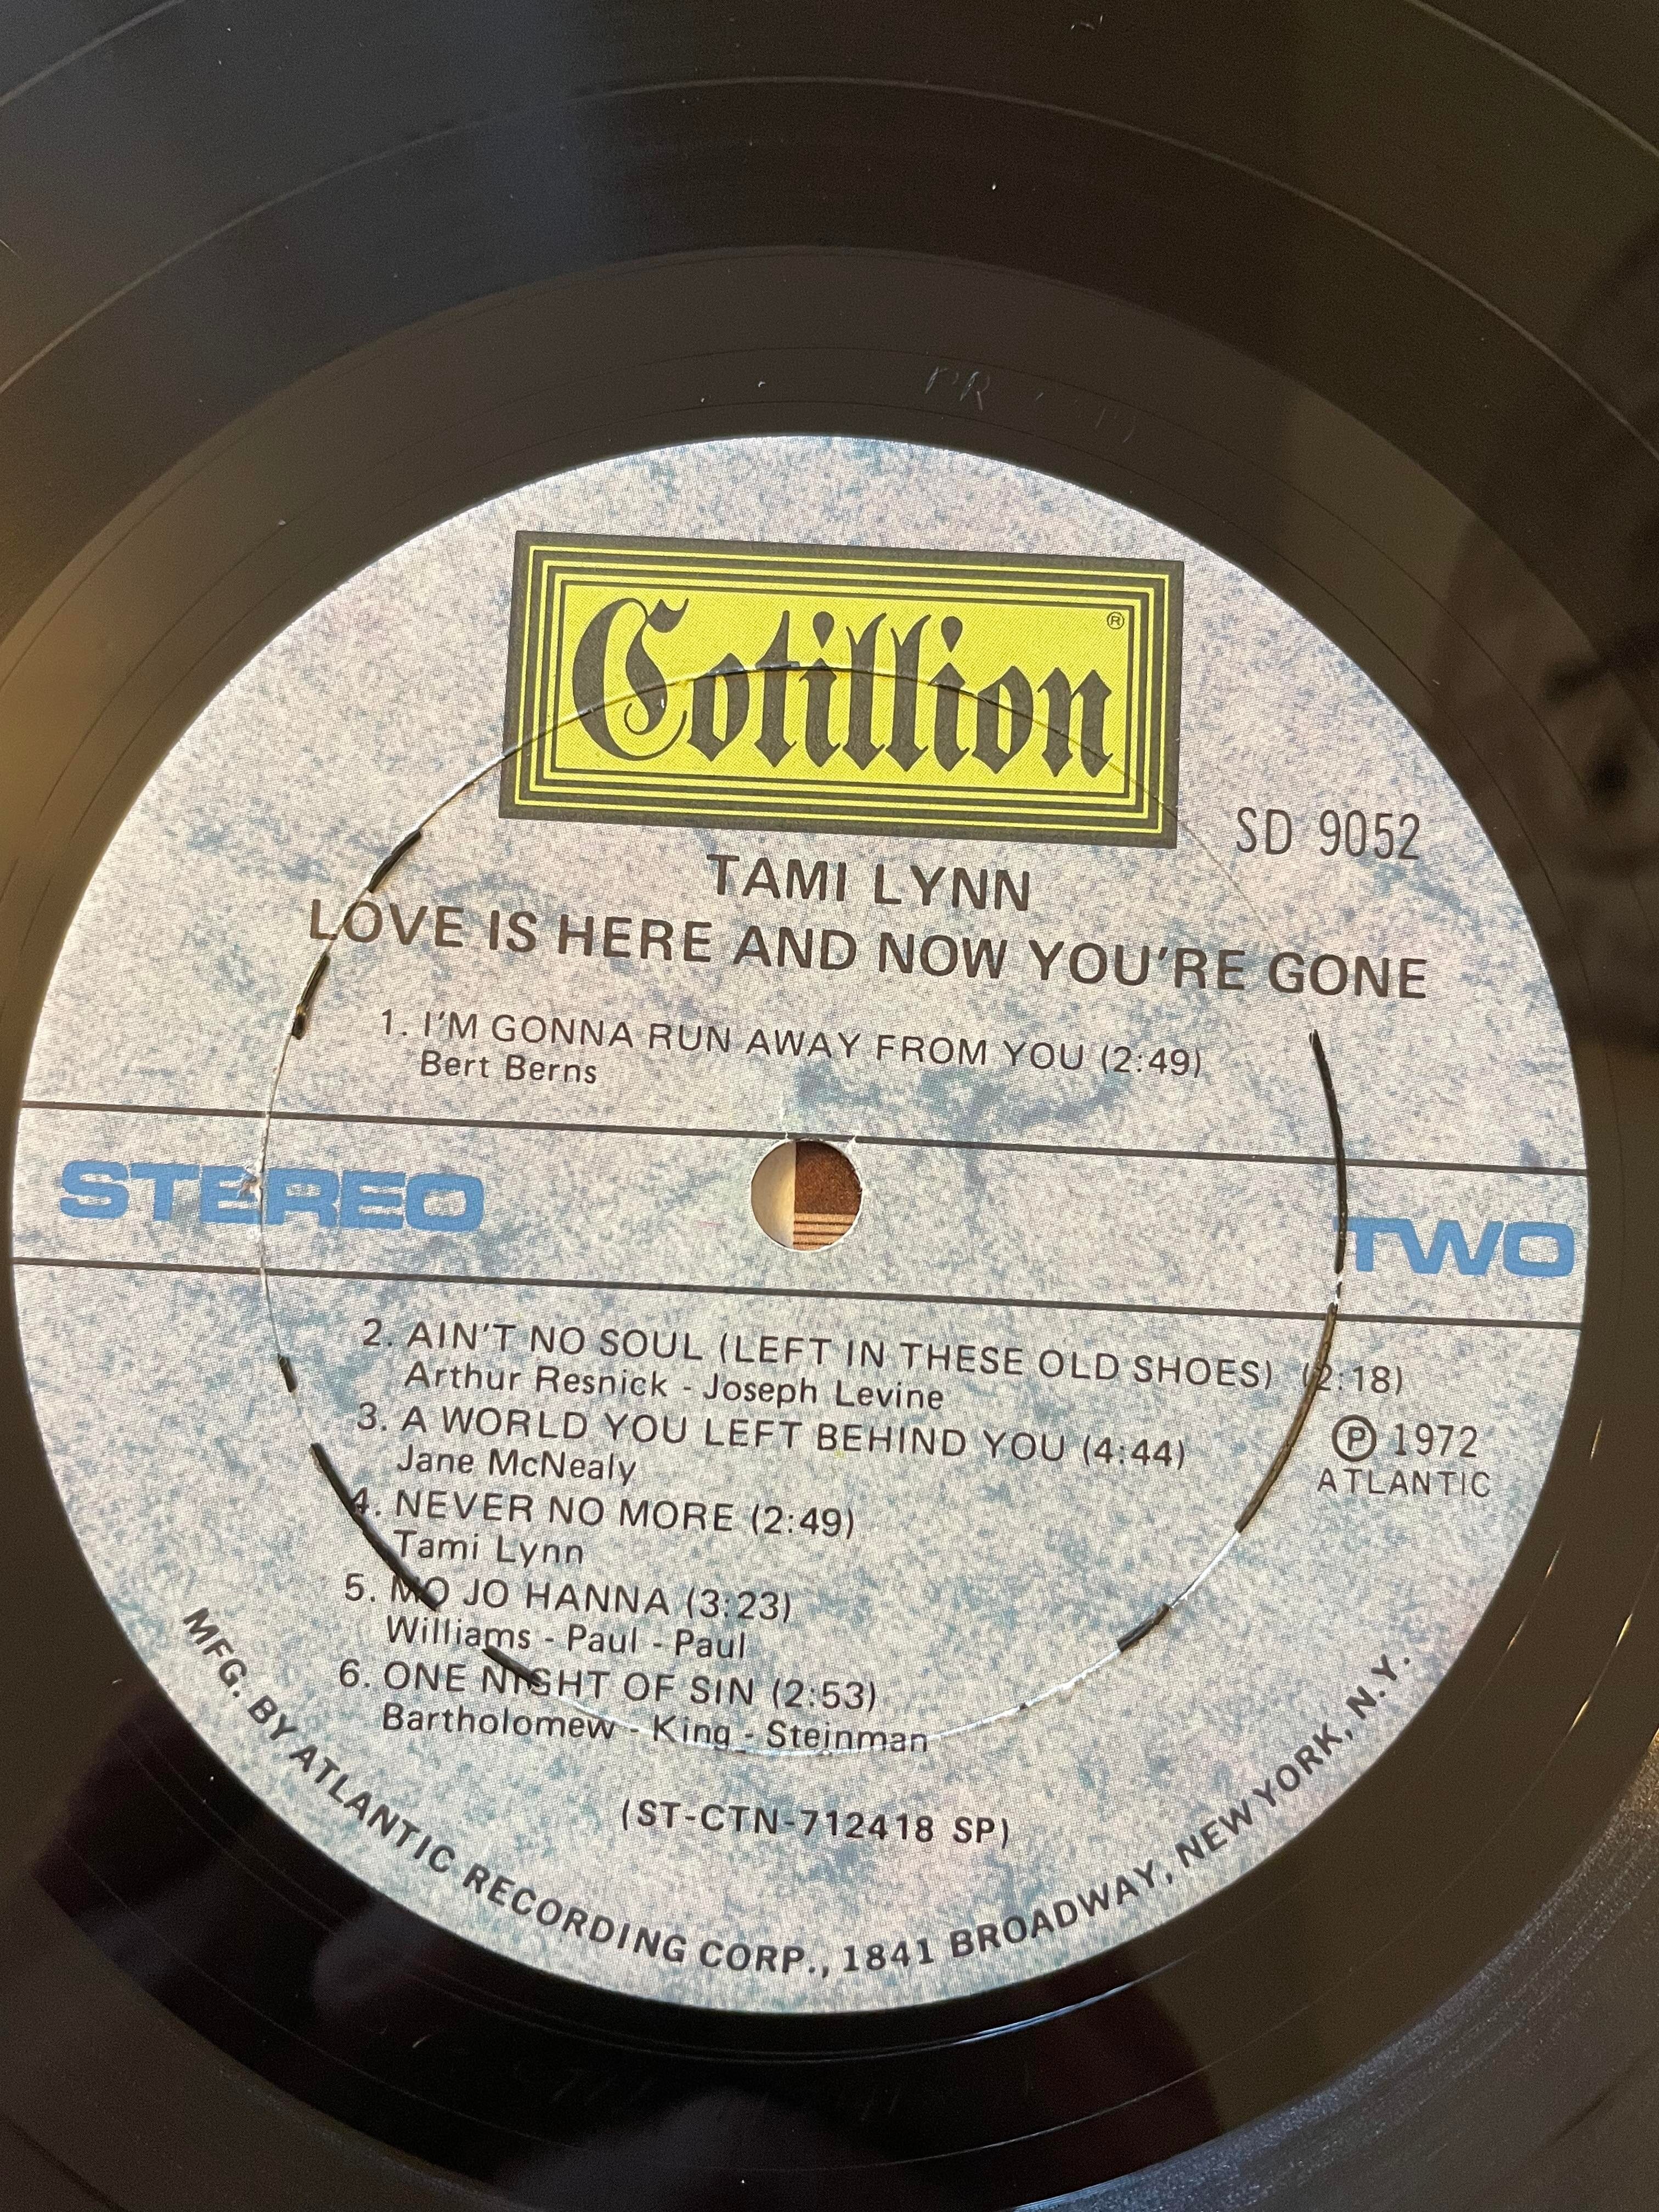 Cotillion ®
SD 9052
TAMI LYNN
LOVE IS HERE AND NOW YOU'RE GONE
1. I'M GONNA RUN AWAY FROM YOU (2:49)
Bert Berns
STEREO
TWO
2. AIN'T NO SOUL (LEFT IN THESE OLD SHOES) (2:18)
Arthur Resnick - Joseph Levine
3. A WORLD YOU LEFT BEHIND YOU (4:44)
Jane McNealy
℗ 1972
ATLANTIC
4. NEVER NO MORE (2:49)
Tami Lynn
5. MO JO HANNA (3:23)
Williams - Paul - Paul
6. ONE NIGHT OF SIN (2:53)
Bartholomew - King - Steinman
(ST-CTN-712418 SP)
MFG. BY ATLANTIC RECORDING CORP., 1841 BROADWAY, NEW YORK, N.Y.